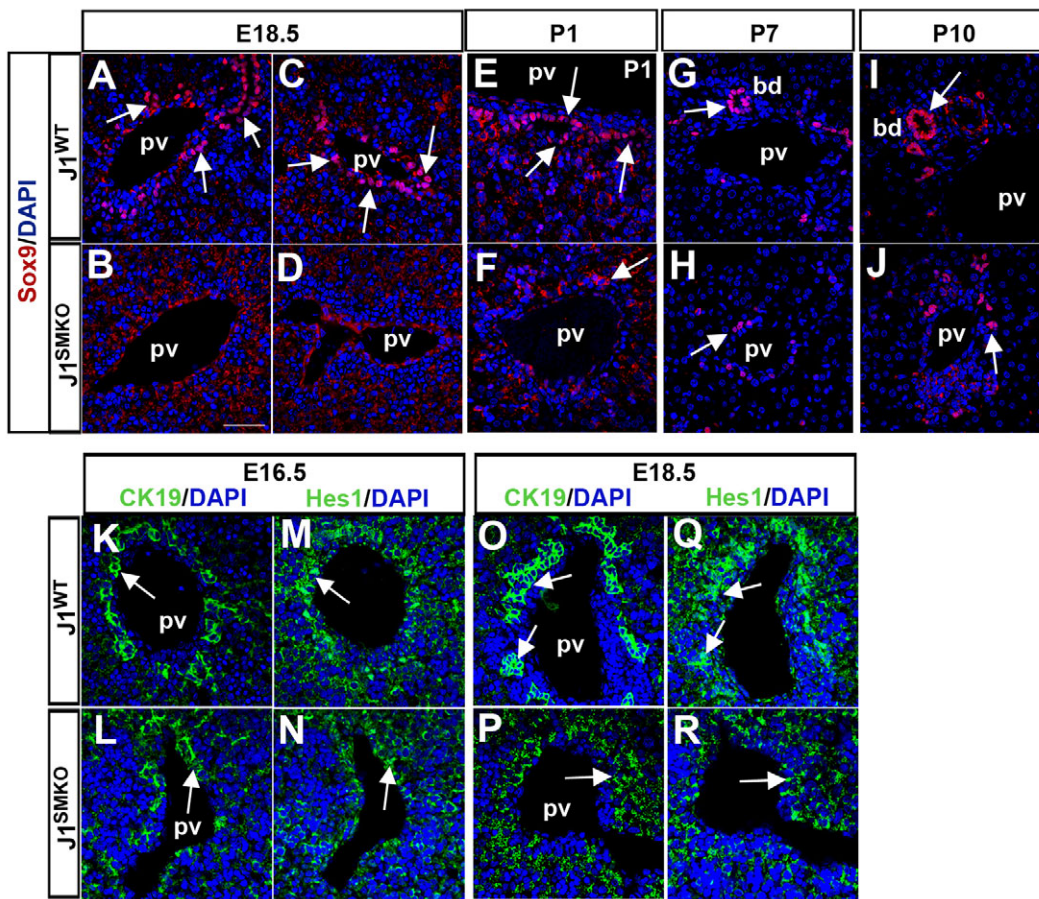 E18.5 P1 P7 P10
Sox9/DAPI
J1WT
A pv
C pv
E pv P1
G bd pv
I bd pv
J1SMKO
B pv
D pv
F pv
H pv
J pv
E16.5 E18.5
CK19/DAPI Hes1/DAPI CK19/DAPI Hes1/DAPI
J1WT
K pv
M
O pv
Q
J1SMKO
L pv
N
P pv
R